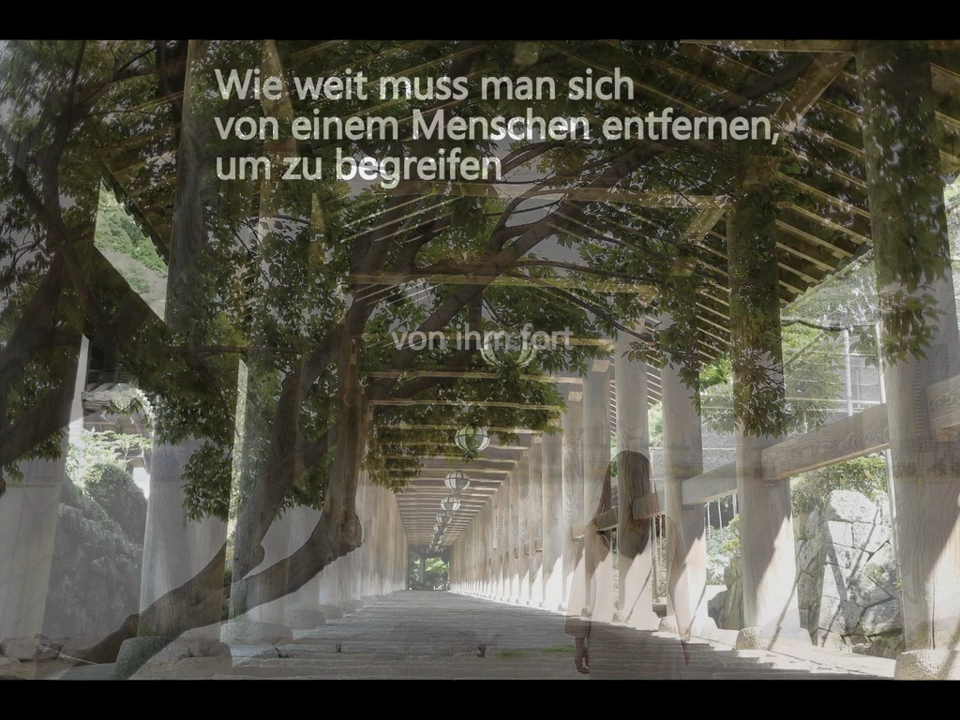 Wie weit muss man sich
von einem Menschen entfernen,
um zu begreifen
von ihm fort